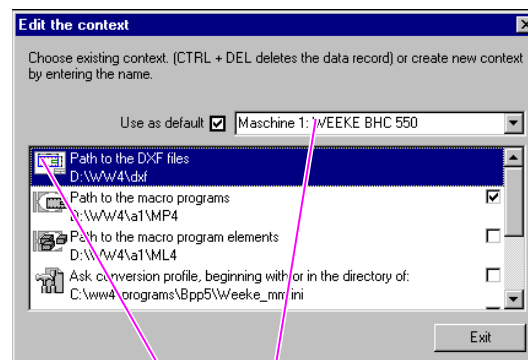 Edit the context
Choose existing context. (CTRL + DEL deletes the data record) or create new context
by entering the name.
Use as default Maschine 1: WEEKE BHC 550
Path to the DXF files
D:\WW4\dxf
Path to the macro programs
D:\WW4\a1\MP4
Path to the macro program elements
D:\WW4\a1\ML4
Ask conversion profile, beginning with or in the directory of:
C:\ww4\programs\Bpp5\Weeke_mm.ini
Exit